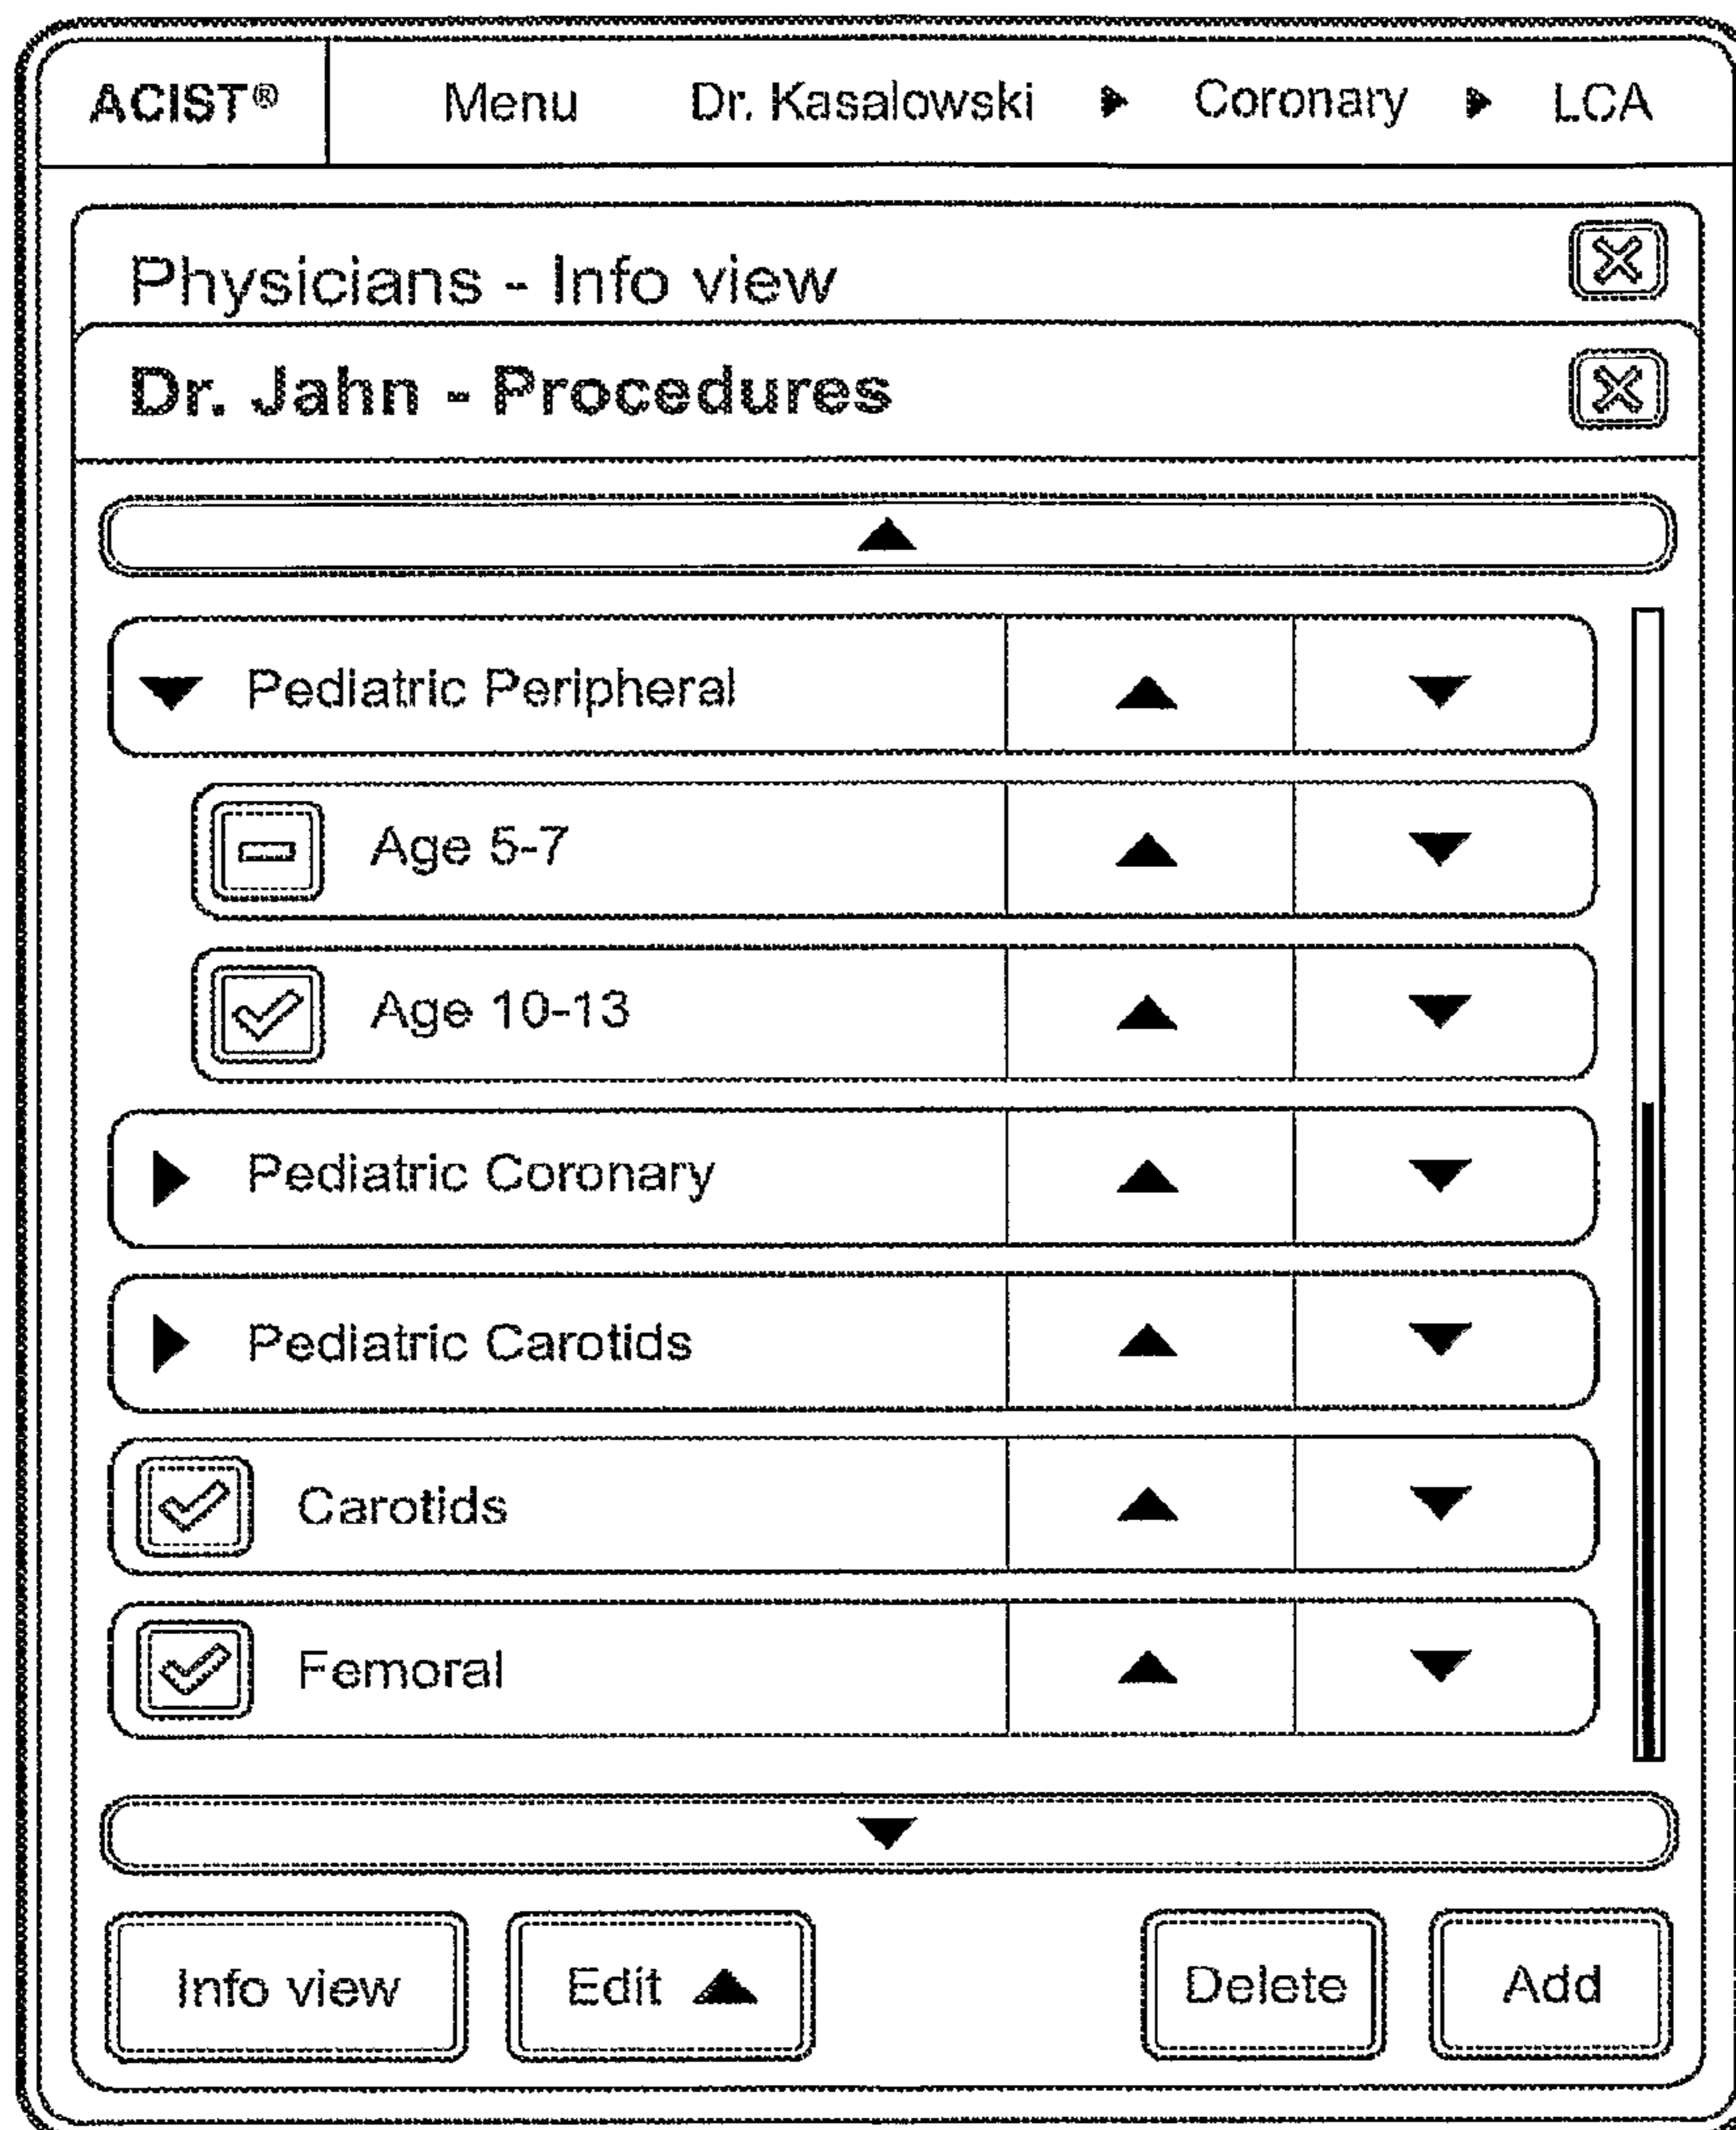 ACIST® Menu Dr. Kasalowski ▶ Coronary ▶ LCA
Physicians - Info view
Dr. Jahn - Procedures
Pediatric Peripheral
Age 5-7
Age 10-13
Pediatric Coronary
Pediatric Carotids
Carotids
Femoral
Info view Edit ▲ Delete Add